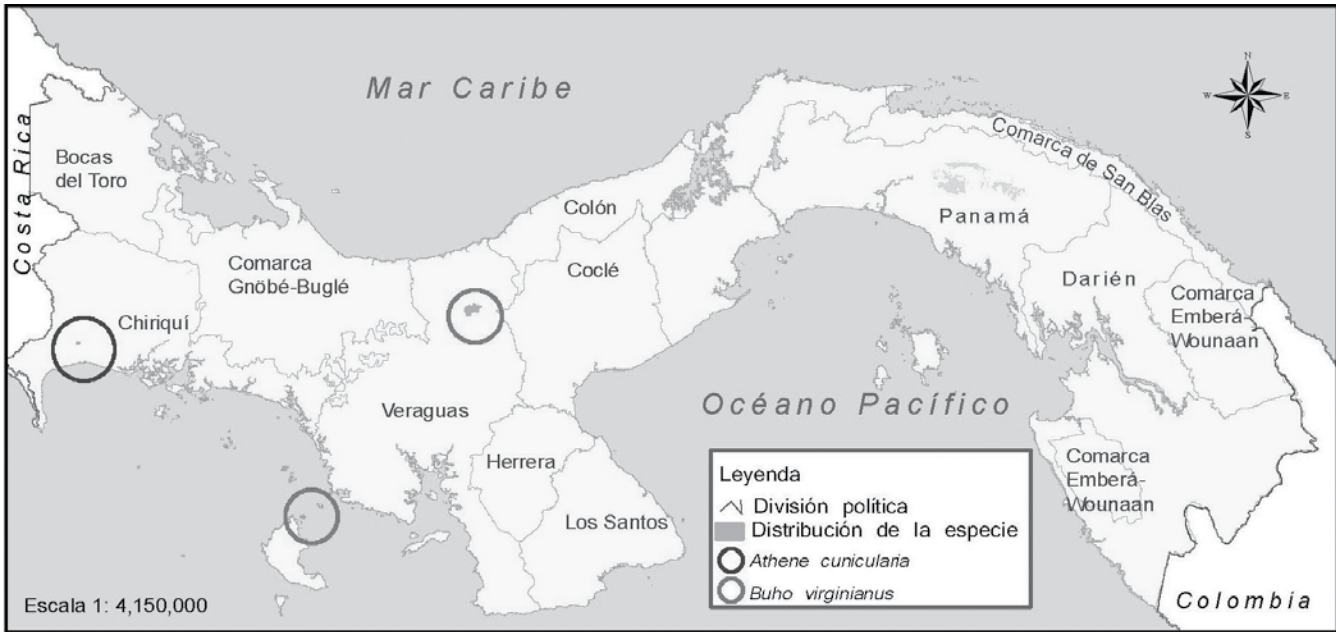 Mar Caribe
N
W E
S
Costa Rica
Bocas
del Toro
Comarca de San Blas
Colón
Panamá
Comarca
Gnöbé-Buglé
Coclé
Darién
Comarca
Emberá-
Wounaan
Chiriquí
Veraguas
Océano Pacífico
Herrera
Los Santos
Comarca
Emberá-
Wounaan
Leyenda
División política
Distribución de la especie
Athene cunicularia
Buho virginianus
Escala 1: 4,150,000
Colombia